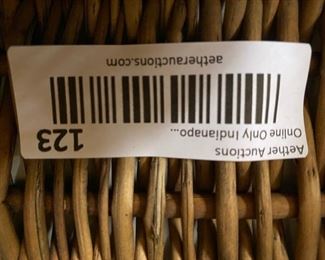 Aether Auctions
Online Only Indianapo...
123
aetherauctions.com